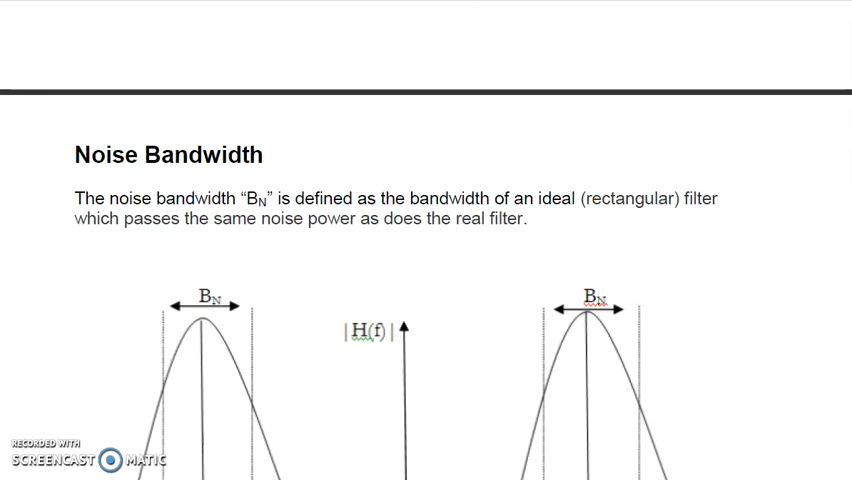 Noise Bandwidth
The noise bandwidth “BN” is defined as the bandwidth of an ideal (rectangular) filter
which passes the same noise power as does the real filter.
BN
BN
|H(f)|
RECORDED WITH
SCREENCAST MATIC